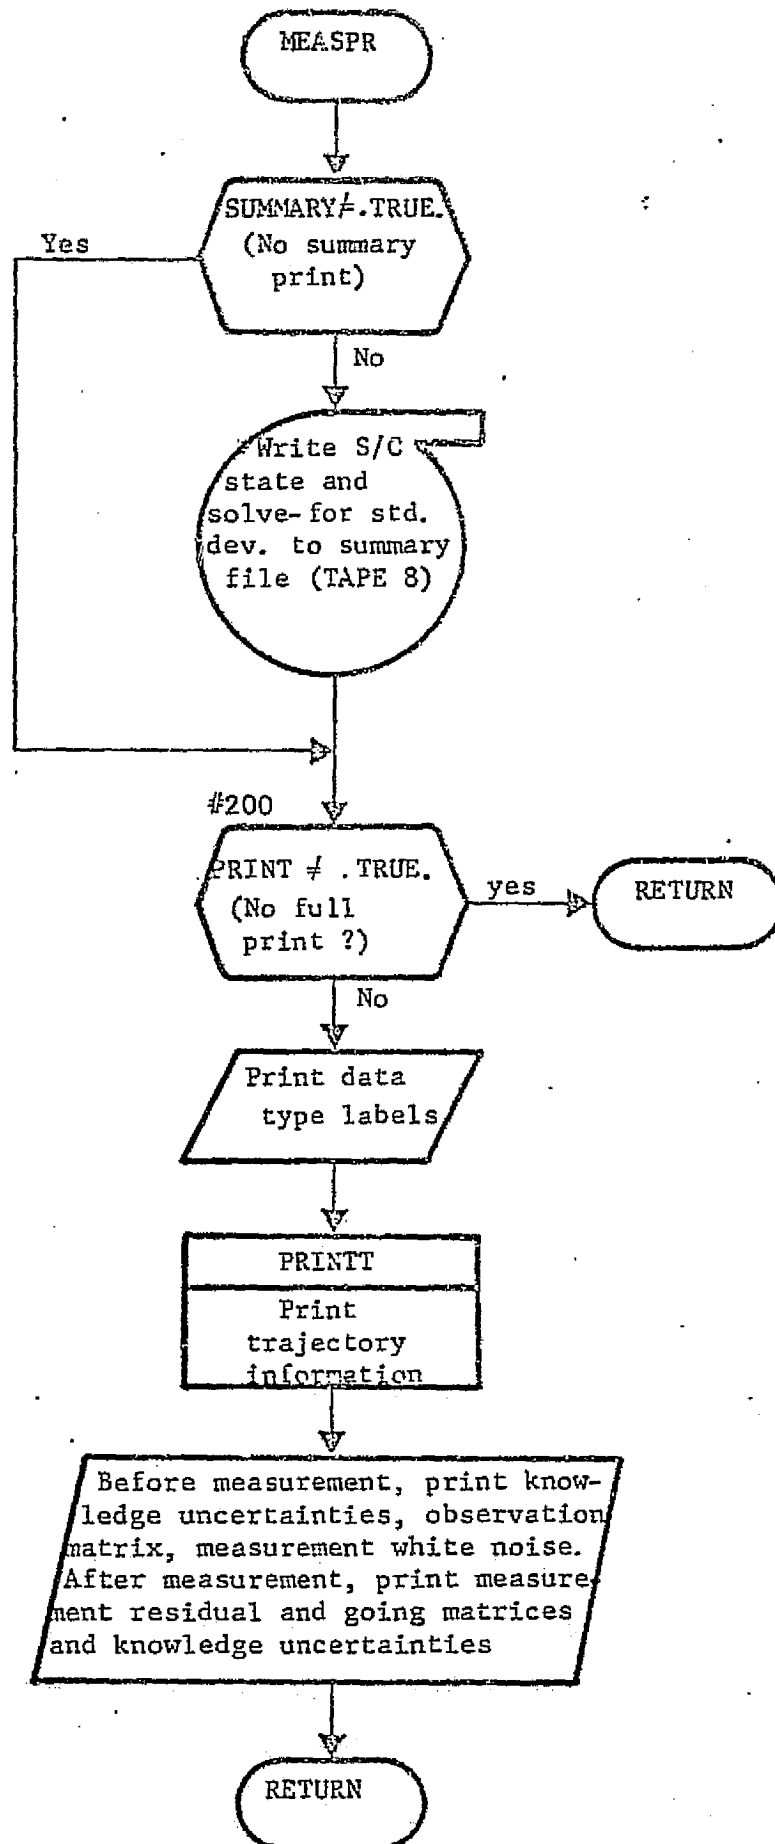 MEASPR
SUMMARY≠.TRUE.
(No summary
print)
Yes
No
Write S/C
state and
solve-for std.
dev. to summary
file (TAPE 8)
#200
PRINT ≠ .TRUE.
(No full
print ?)
yes
RETURN
No
Print data
type labels
PRINTT
Print
trajectory
information
Before measurement, print know-
ledge uncertainties, observation
matrix, measurement white noise.
After measurement, print measure-
ment residual and going matrices
and knowledge uncertainties
RETURN